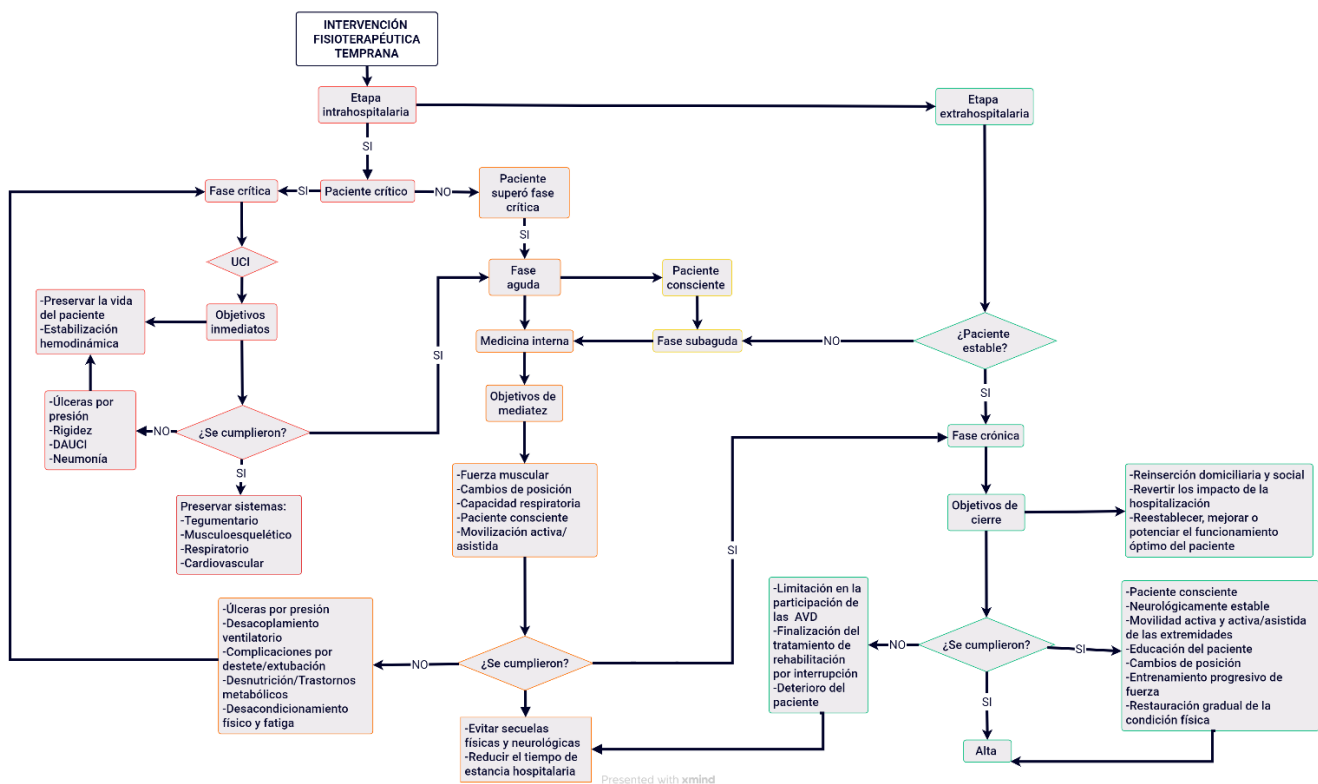 INTERVENCIÓN
FISIOTERAPÉUTICA
TEMPRANA
Etapa
intrahospitalaria
Etapa
extrahospitalaria
SI
Fase crítica
SI
Paciente crítico
NO
Paciente
superó fase
crítica
SI
UCI
Fase
aguda
Paciente
consciente
-Preservar la vida
del paciente
-Estabilización
hemodinámica
Objetivos
inmediatos
Medicina interna
Fase subaguda
NO
¿Paciente
estable?
SI
SI
Objetivos de
mediatez
-Úlceras por
presión
-Rigidez
-DAUCI
-Neumonía
NO
¿Se cumplieron?
Fase crónica
SI
Preservar sistemas:
-Tegumentario
-Musculoesquelético
-Respiratorio
-Cardiovascular
-Fuerza muscular
-Cambios de posición
-Capacidad respiratoria
-Paciente consciente
-Movilización activa/
asistida
SI
Objetivos de
cierre
-Reinserción domiciliaria y social
-Revertir los impacto de la
hospitalización
-Reestablecer, mejorar o
potenciar el funcionamiento
óptimo del paciente
-Úlceras por presión
-Desacoplamiento
ventilatorio
-Complicaciones por
destete/extubación
-Desnutrición/Trastornos
metabólicos
-Desacondicionamiento
físico y fatiga
NO
¿Se cumplieron?
-Limitación en la
participación de
las AVD
-Finalización del
tratamiento de
rehabilitación
por interrupción
-Deterioro del
paciente
NO
¿Se cumplieron?
SI
-Paciente consciente
-Neurológicamente estable
-Movilidad activa y activa/asistida
de las extremidades
-Educación del paciente
-Cambios de posición
-Entrenamiento progresivo de
fuerza
-Restauración gradual de la
condición física
SI
SI
-Evitar secuelas
físicas y neurológicas
-Reducir el tiempo de
estancia hospitalaria
Alta
Presented with xmind